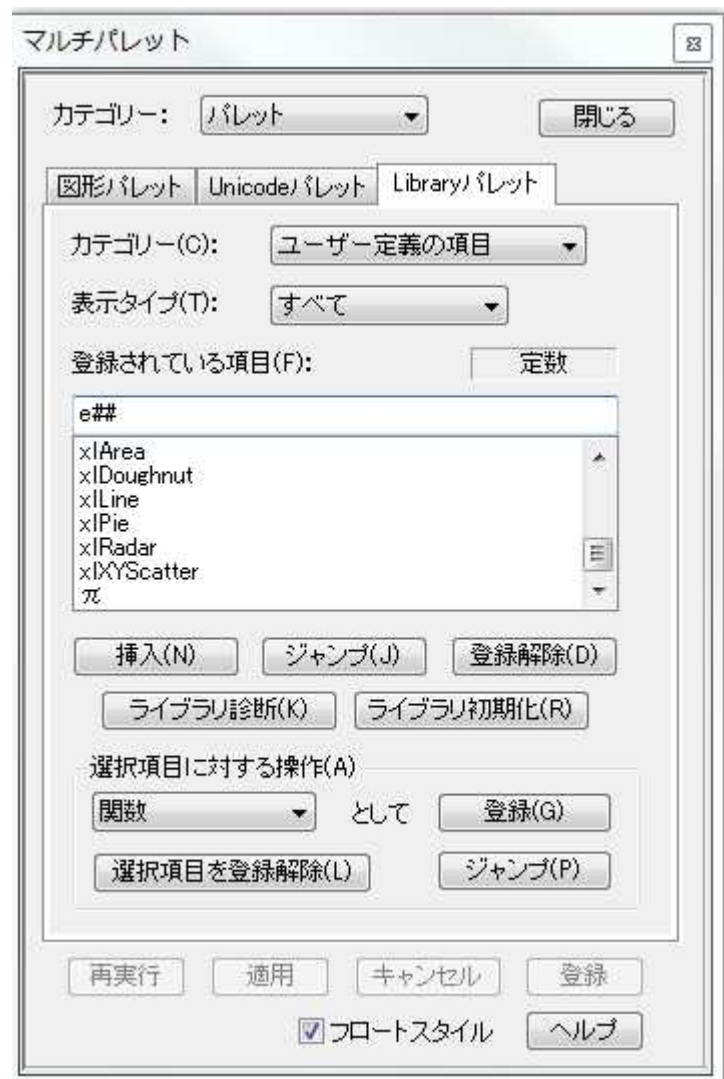 マルチパレット
カテゴリー: パレット 閉じる
図形パレット Unicodeパレット Libraryパレット
カテゴリー(C): ユーザー定義の項目
表示タイプ(T): すべて
登録されている項目(F): 定数
e##
xlArea
xlDoughnut
xlLine
xlPie
xlRadar
xlXYScatter
π
挿入(N) ジャンプ(J) 登録解除(D)
ライブラリ診断(K) ライブラリ初期化(R)
選択項目に対する操作(A)
関数 として 登録(G)
選択項目を登録解除(L) ジャンプ(P)
再実行 適用 キャンセル 登録
フロートスタイル ヘルプ